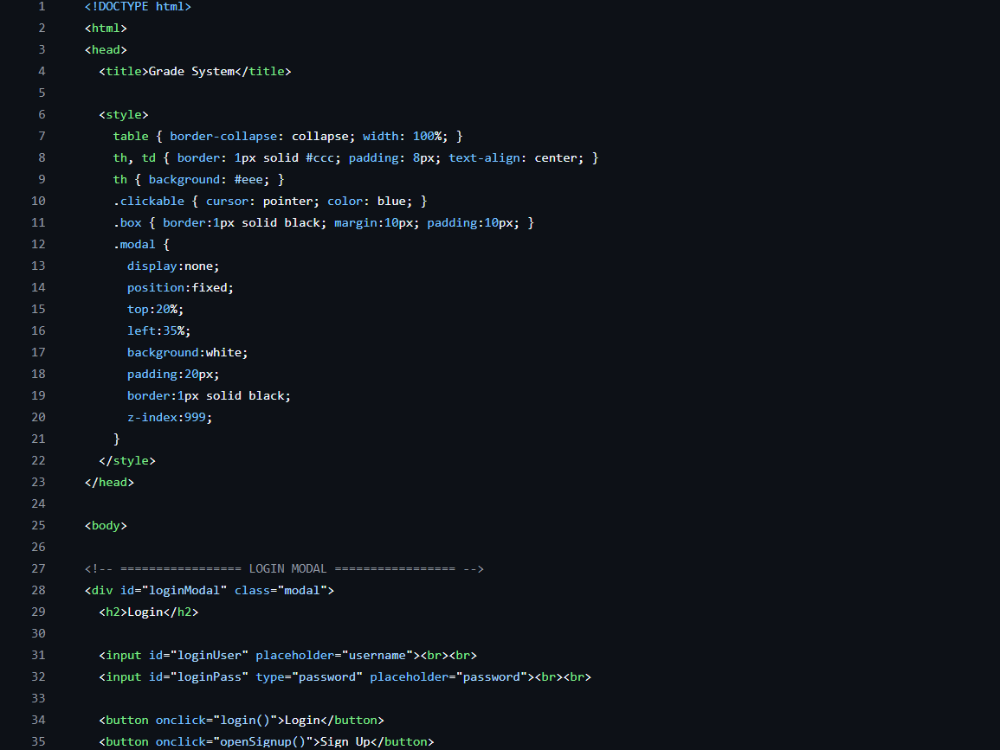 1 <!DOCTYPE html>
2 <html>
3 <head>
4 <title>Grade System</title>
5
6 <style>
7 table { border-collapse: collapse; width: 100%; }
8 th, td { border: 1px solid #ccc; padding: 8px; text-align: center; }
9 th { background: #eee; }
10 .clickable { cursor: pointer; color: blue; }
11 .box { border:1px solid black; margin:10px; padding:10px; }
12 .modal {
13 display:none;
14 position:fixed;
15 top:20%;
16 left:35%;
17 background:white;
18 padding:20px;
19 border:1px solid black;
20 z-index:999;
21 }
22 </style>
23 </head>
24
25 <body>
26
27 <!-- ================= LOGIN MODAL ================= -->
28 <div id="loginModal" class="modal">
29 <h2>Login</h2>
30
31 <input id="loginUser" placeholder="username"><br><br>
32 <input id="loginPass" type="password" placeholder="password"><br><br>
33
34 <button onclick="login()">Login</button>
35 <button onclick="openSignup()">Sign Up</button>